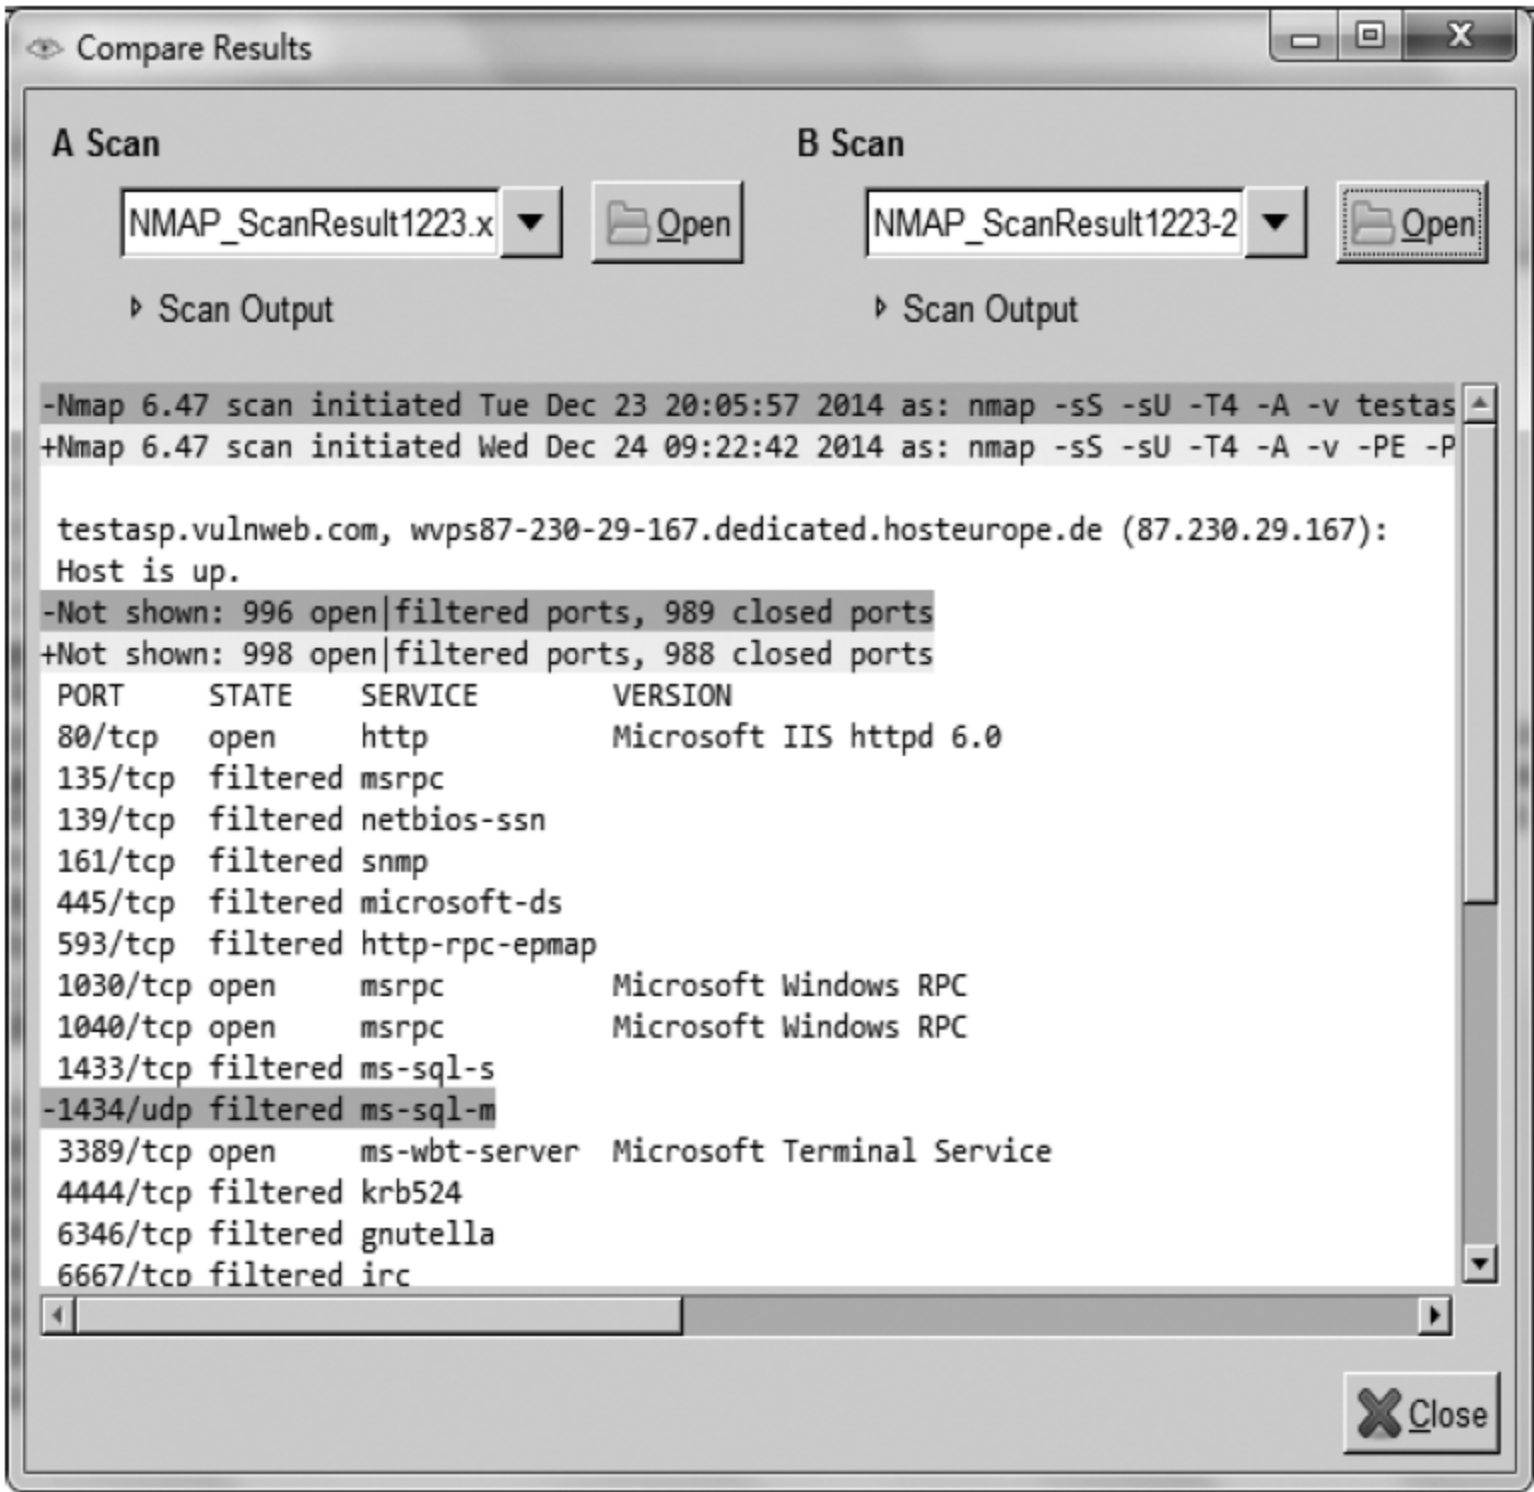 Compare Results
A Scan
B Scan
NMAP_ScanResult1223.x
Open
NMAP_ScanResult1223-2
Open
Scan Output
Scan Output
-Nmap 6.47 scan initiated Tue Dec 23 20:05:57 2014 as: nmap -sS -sU -T4 -A -v testas
+Nmap 6.47 scan initiated Wed Dec 24 09:22:42 2014 as: nmap -sS -sU -T4 -A -v -PE -P
testasp.vulnweb.com, wvps87-230-29-167.dedicated.hosteurope.de (87.230.29.167):
Host is up.
-Not shown: 996 open|filtered ports, 989 closed ports
+Not shown: 998 open|filtered ports, 988 closed ports
PORT STATE SERVICE VERSION
80/tcp open http Microsoft IIS httpd 6.0
135/tcp filtered msrpc
139/tcp filtered netbios-ssn
161/tcp filtered snmp
445/tcp filtered microsoft-ds
593/tcp filtered http-rpc-epmap
1030/tcp open msrpc Microsoft Windows RPC
1040/tcp open msrpc Microsoft Windows RPC
1433/tcp filtered ms-sql-s
-1434/udp filtered ms-sql-m
3389/tcp open ms-wbt-server Microsoft Terminal Service
4444/tcp filtered krb524
6346/tcp filtered gnutella
6667/tcp filtered irc
Close